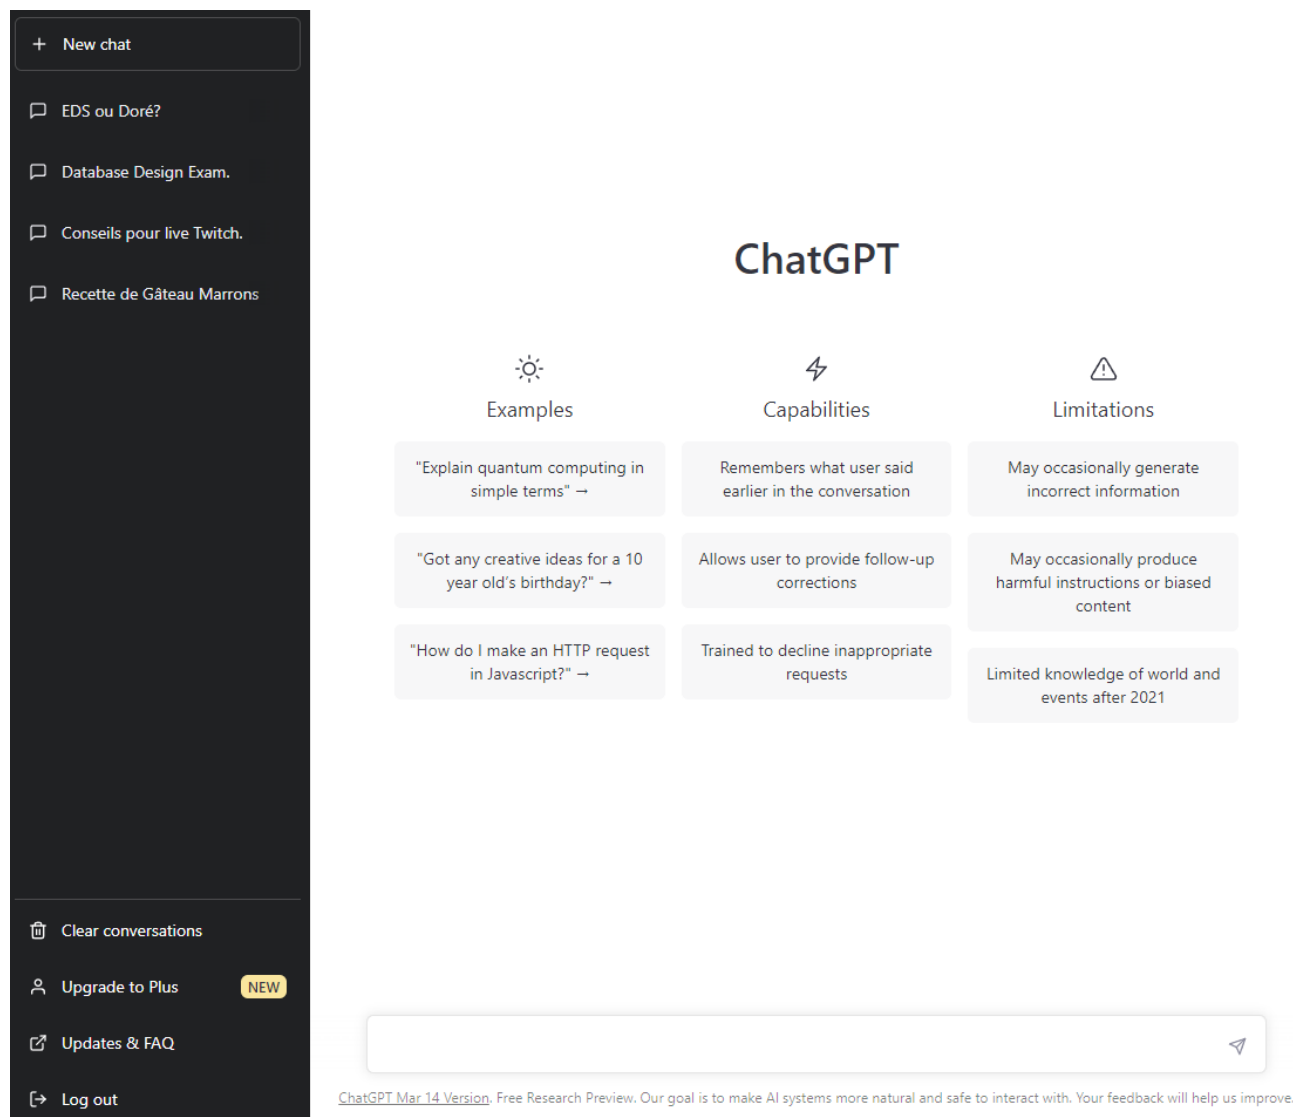 New chat
EDS ou Doré?
Database Design Exam.
Conseils pour live Twitch.
Recette de Gâteau Marrons
Clear conversations
Upgrade to Plus NEW
Updates & FAQ
Log out
ChatGPT
Examples
"Explain quantum computing in
simple terms" →
"Got any creative ideas for a 10
year old's birthday?" →
"How do I make an HTTP request
in Javascript?" →
Capabilities
Remembers what user said
earlier in the conversation
Allows user to provide follow-up
corrections
Trained to decline inappropriate
requests
Limitations
May occasionally generate
incorrect information
May occasionally produce
harmful instructions or biased
content
Limited knowledge of world and
events after 2021
ChatGPT Mar 14 Version. Free Research Preview. Our goal is to make AI systems more natural and safe to interact with. Your feedback will help us improve.